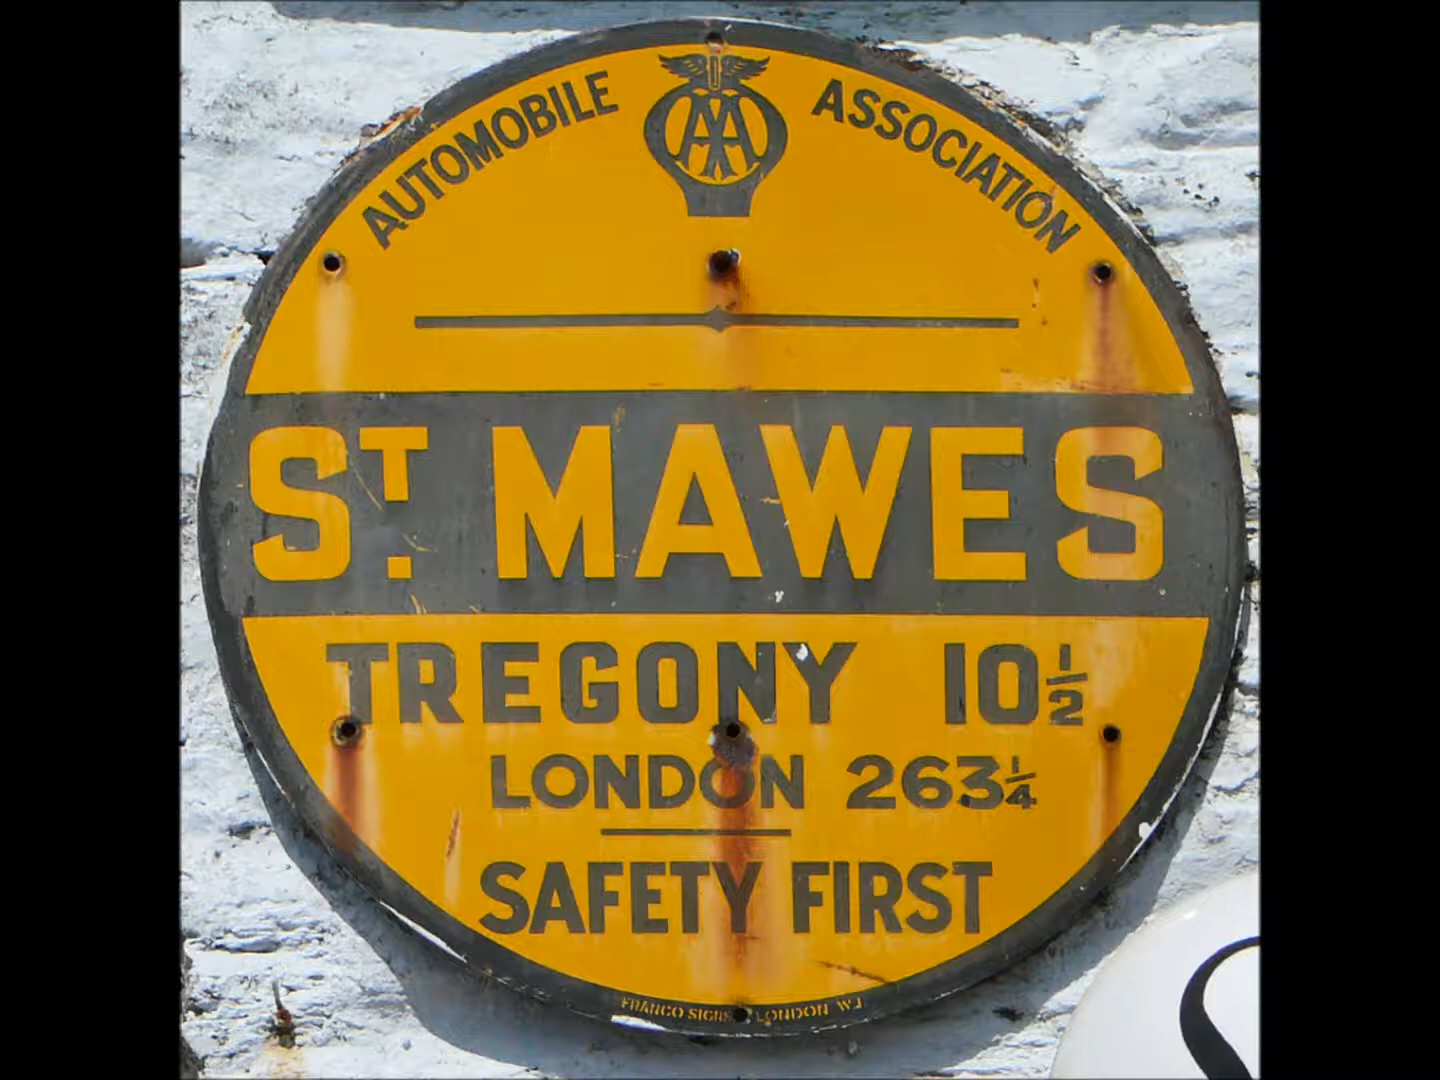 AUTOMOBILE AA ASSOCIATION
ST. MAWES
TREGONY 10½
LONDON 263¼
SAFETY FIRST
FRANCO SIGNS LONDON W.1
S